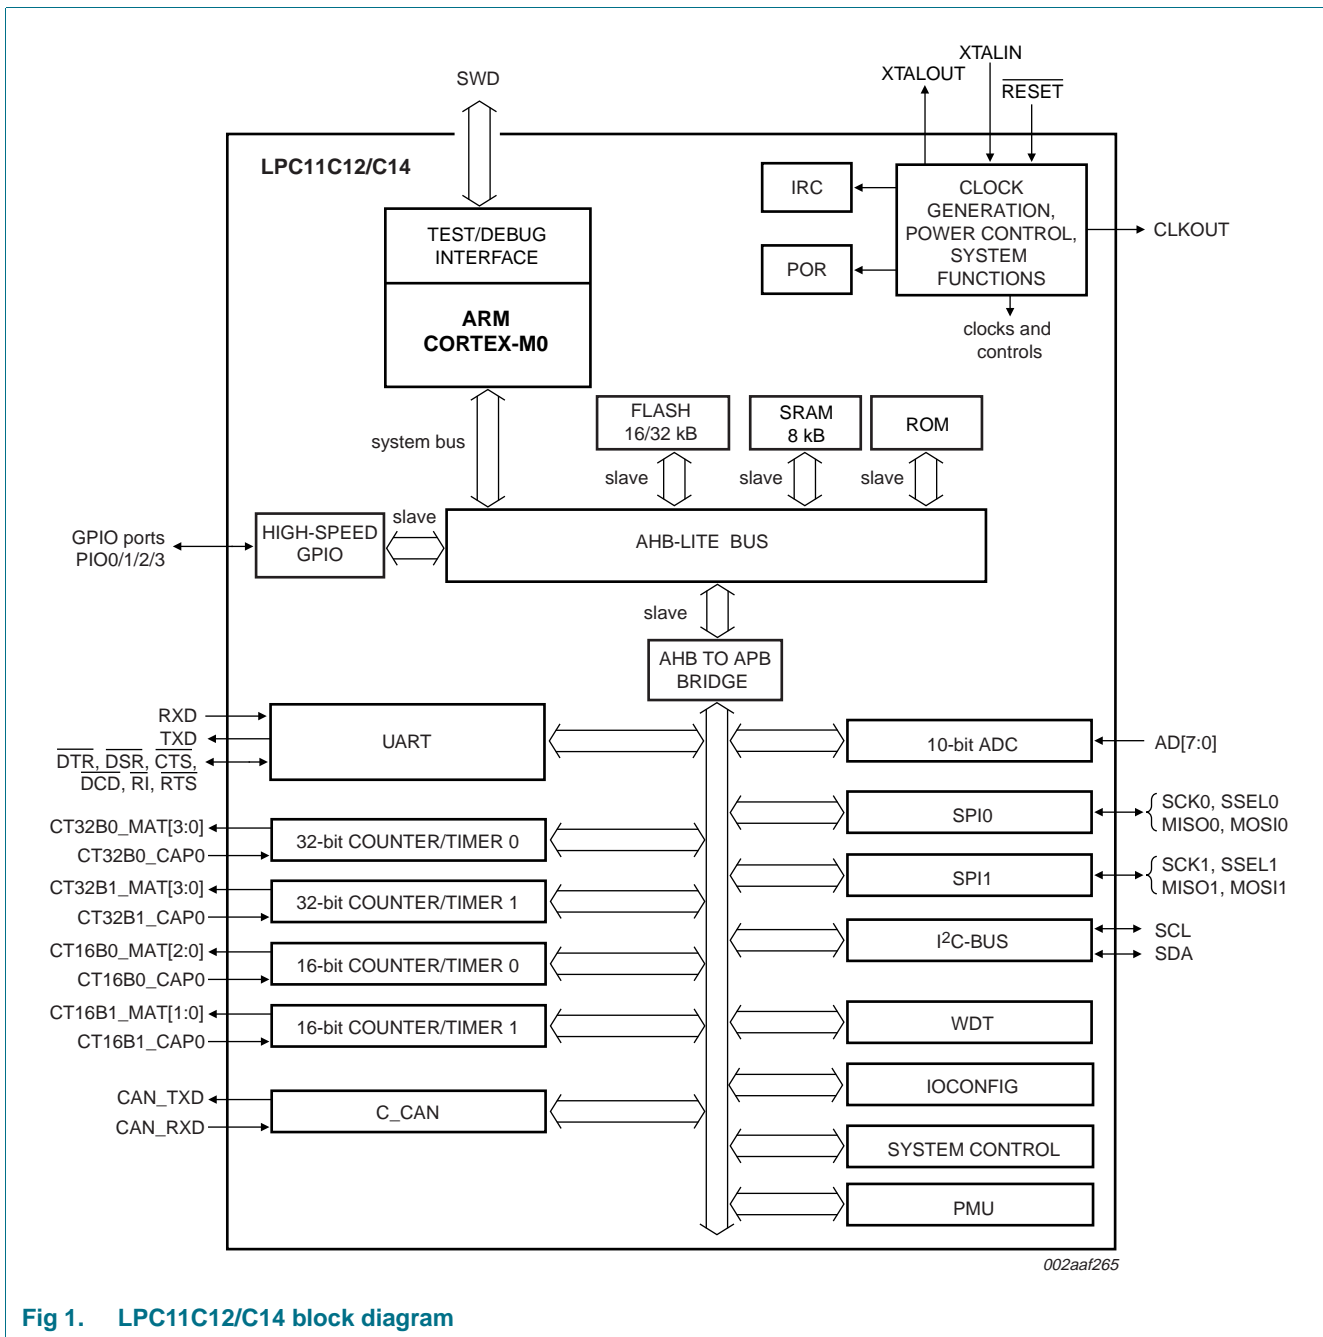 SWD
XTALIN
XTALOUT
RESET
LPC11C12/C14
TEST/DEBUG
INTERFACE
ARM
CORTEX-M0
IRC
POR
CLOCK
GENERATION,
POWER CONTROL,
SYSTEM
FUNCTIONS
CLKOUT
clocks and
controls
system bus
FLASH
16/32 kB
SRAM
8 kB
ROM
slave
slave
slave
GPIO ports
PIO0/1/2/3
HIGH-SPEED
GPIO
slave
AHB-LITE BUS
slave
AHB TO APB
BRIDGE
RXD
TXD
DTR, DSR, CTS,
DCD, RI, RTS
UART
10-bit ADC
AD[7:0]
CT32B0_MAT[3:0]
CT32B0_CAP0
32-bit COUNTER/TIMER 0
SPI0
SCK0, SSEL0
MISO0, MOSI0
CT32B1_MAT[3:0]
CT32B1_CAP0
32-bit COUNTER/TIMER 1
SPI1
SCK1, SSEL1
MISO1, MOSI1
CT16B0_MAT[2:0]
CT16B0_CAP0
16-bit COUNTER/TIMER 0
I2C-BUS
SCL
SDA
CT16B1_MAT[1:0]
CT16B1_CAP0
16-bit COUNTER/TIMER 1
WDT
IOCONFIG
CAN_TXD
CAN_RXD
C_CAN
SYSTEM CONTROL
PMU
002aaf265
Fig 1. LPC11C12/C14 block diagram